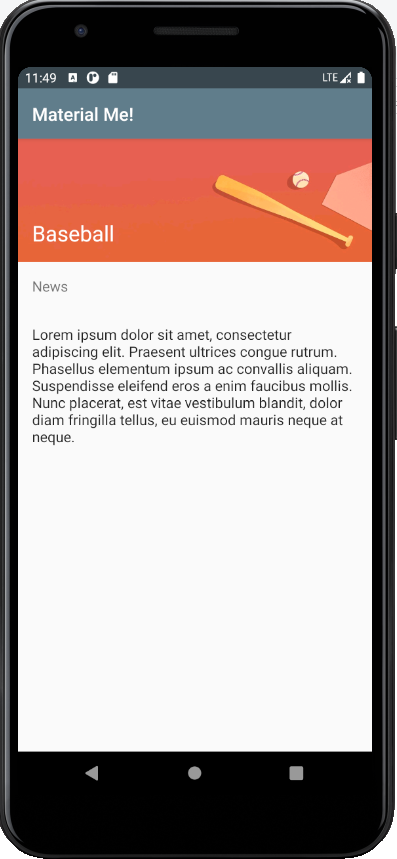 11:49 LTE
Material Me!
Baseball
News
Lorem ipsum dolor sit amet, consectetur
adipiscing elit. Praesent ultrices congue rutrum.
Phasellus elementum ipsum ac convallis aliquam.
Suspendisse eleifend eros a enim faucibus mollis.
Nunc placerat, est vitae vestibulum blandit, dolor
diam fringilla tellus, eu euismod mauris neque at
neque.